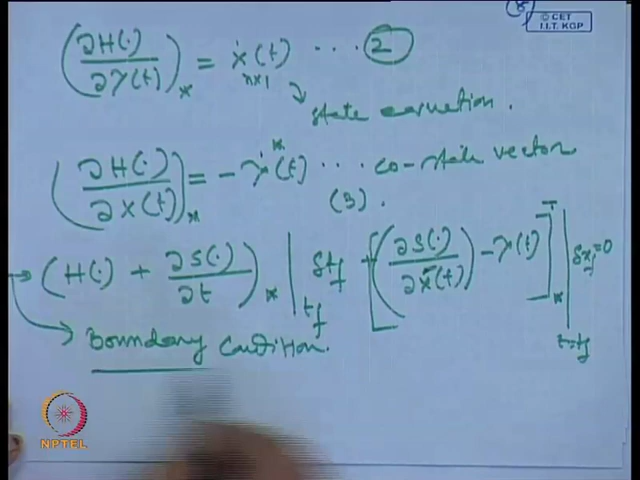 (8)
© CET
I.I.T. KGP
(∂H(·)/∂λ(t))* = ẋ(t) ··· (2)
n×1
state equation.
(∂H(·)/∂x(t))* = -λ̇*(t) ··· co-state vector
(3).
(H(·) + ∂S(·)/∂t)* |tf δtf + [(∂S(·)/∂x(t)) - λ(t)]ᵀ* |t=tf δxf = 0
Boundary Condition.
NPTEL